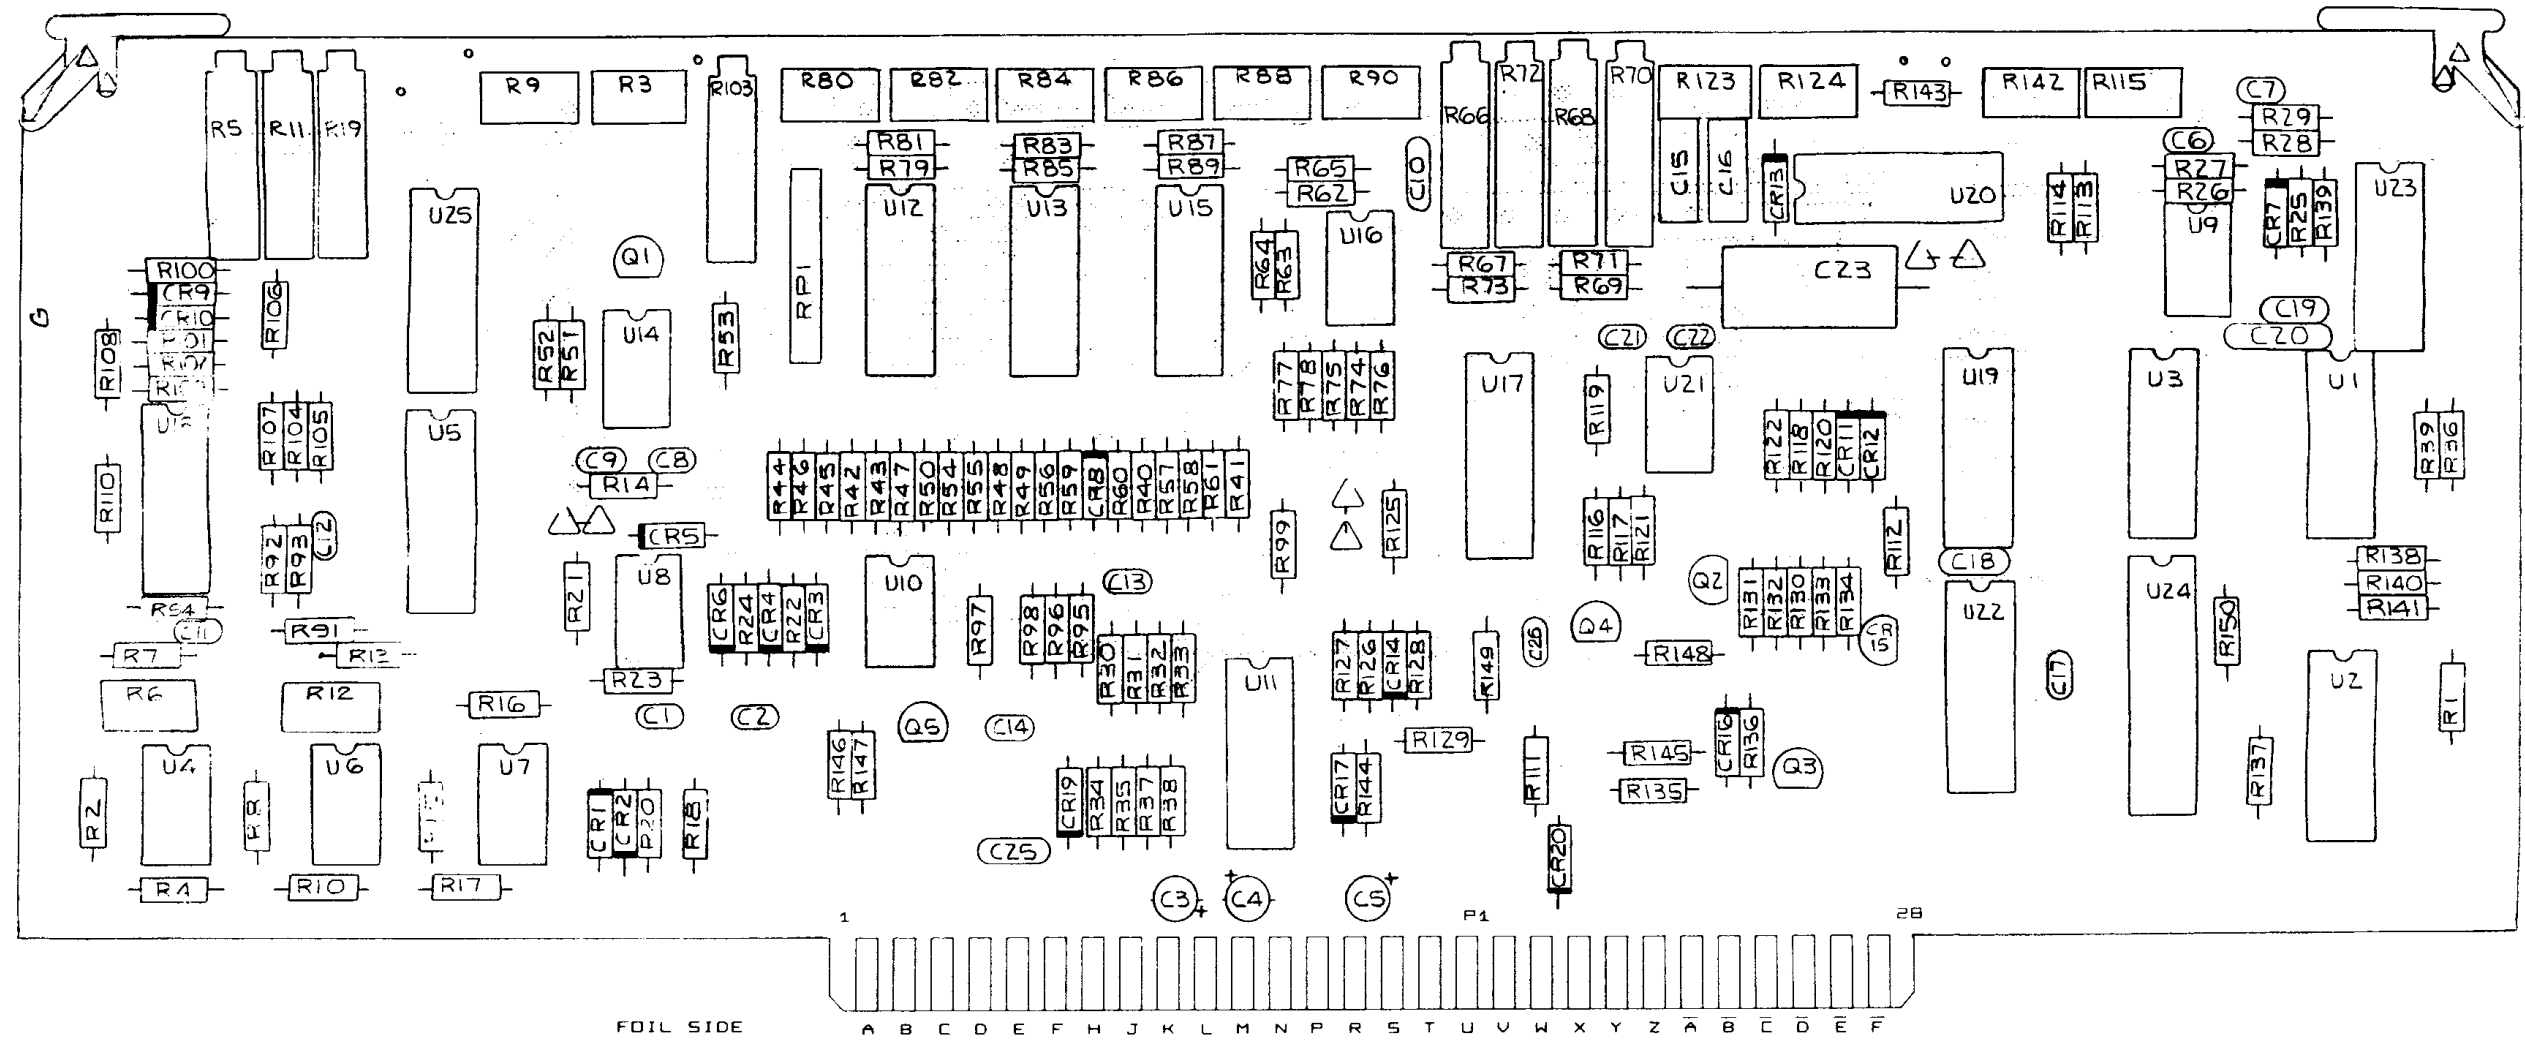 R9
R3
R103
R80
R82
R84
R86
R88
R90
R66
R72
R68
R70
R123
R124
R143
R142
R115
C7
R5
R11
R19
R29
R28
R81
R79
R83
R85
R87
R89
R65
R62
C10
C15
C16
CR13
U20
R114
R113
C6
R27
R26
U9
CR7
R25
R139
U23
U25
U12
U13
U15
U16
Q1
RP1
R64
R63
R67
R73
R71
R69
C23
R100
CR9
CR10
R106
G
R108
R52
R51
U14
R53
C19
C20
C21
C22
R77
R78
R75
R74
R76
U17
R119
U21
U19
U3
U1
R107
R104
R105
U5
R122
R118
R120
CR11
CR12
R39
R36
C9
C8
R14
R44
R46
R45
R42
R43
R47
R50
R54
R55
R48
R49
R56
R59
CR8
R60
R40
R57
R58
R61
R41
R92
R93
C12
CR5
R99
R125
R116
R117
R121
R112
C18
R138
R140
R141
R21
U8
CR6
R24
CR4
R22
CR3
U10
R97
C13
R98
R96
R95
Q2
R131
R132
R130
R133
R134
CR
15
U22
U24
R150
C11
R91
R7
R30
R31
R32
R33
U11
R127
R126
CR14
R128
R149
C26
Q4
R148
C17
U2
R1
R6
R12
R16
R23
C1
C2
Q5
C14
R129
CR16
R136
Q3
R137
U4
U6
U7
R146
R147
CR19
R34
R35
R37
R38
CR17
R144
R111
R145
R135
R2
R8
CR1
CR2
R20
R18
C25
CR20
R4
R10
R17
C3
+
+
C4
C5
+
1
P1
28
FOIL SIDE
A B C D E F H J K L M N P R S T U V W X Y Z A̅ B̅ C̅ D̅ E̅ F̅